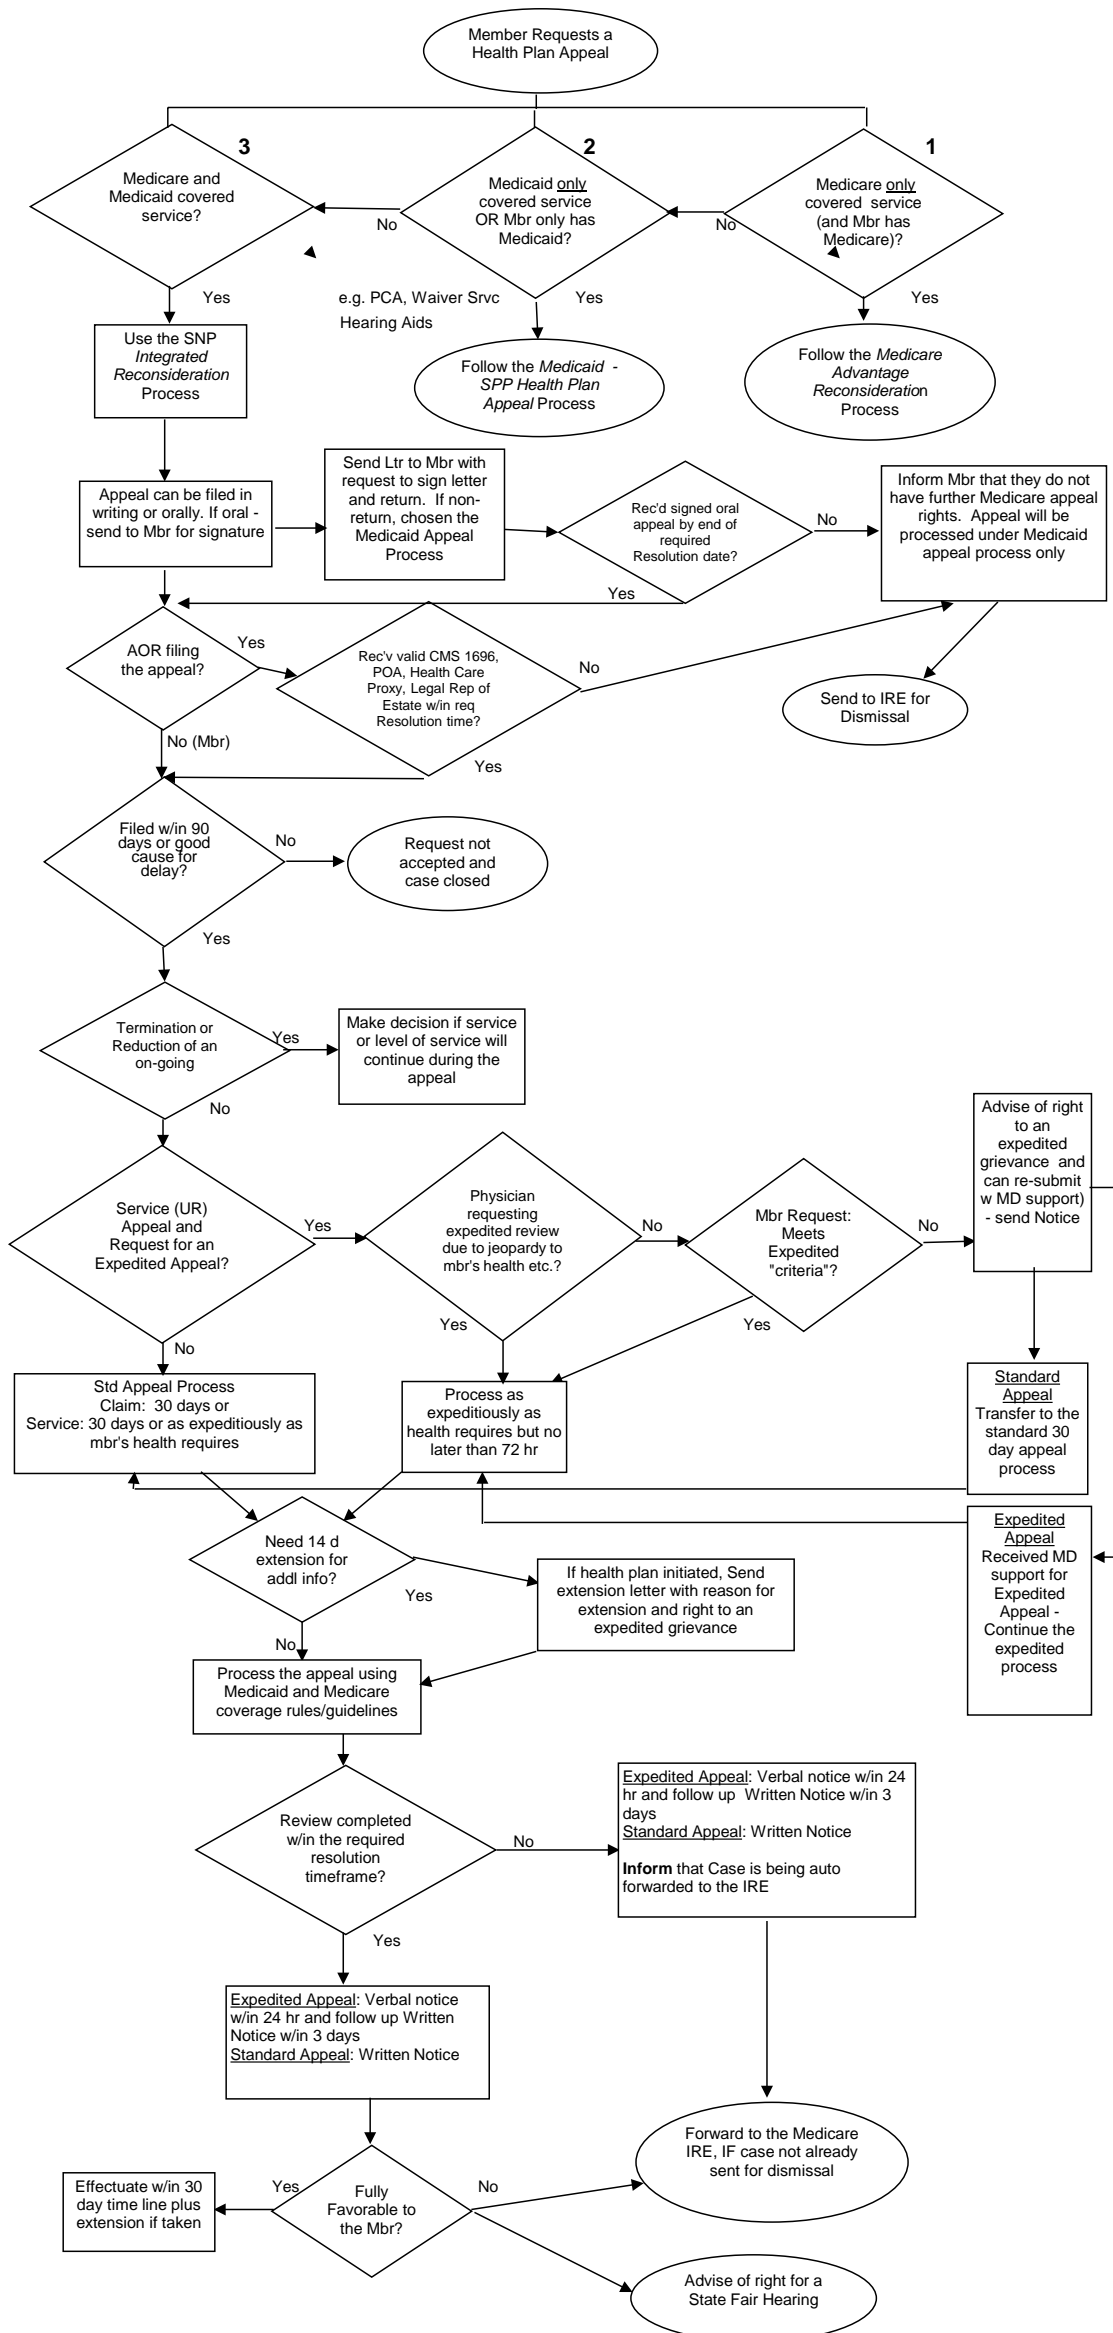 Member Requests a
Health Plan Appeal
3
2
1
Medicare and
Medicaid covered
service?
Medicaid only
covered service
OR Mbr only has
Medicaid?
Medicare only
covered service
(and Mbr has
Medicare)?
No
No
Yes
e.g. PCA, Waiver Srvc
Hearing Aids
Yes
Yes
Use the SNP
Integrated
Reconsideration
Process
Follow the Medicaid -
SPP Health Plan
Appeal Process
Follow the Medicare
Advantage
Reconsideration
Process
Appeal can be filed in
writing or orally. If oral -
send to Mbr for signature
Send Ltr to Mbr with
request to sign letter
and return. If non-
return, chosen the
Medicaid Appeal
Process
Rec'd signed oral
appeal by end of
required
Resolution date?
No
Inform Mbr that they do not
have further Medicare appeal
rights. Appeal will be
processed under Medicaid
appeal process only
Yes
AOR filing
the appeal?
Yes
Rec'v valid CMS 1696,
POA, Health Care
Proxy, Legal Rep of
Estate w/in req
Resolution time?
No
Send to IRE for
Dismissal
No (Mbr)
Yes
Filed w/in 90
days or good
cause for
delay?
No
Request not
accepted and
case closed
Yes
Termination or
Reduction of an
on-going
Yes
Make decision if service
or level of service will
continue during the
appeal
No
Service (UR)
Appeal and
Request for an
Expedited Appeal?
Yes
Physician
requesting
expedited review
due to jeopardy to
mbr's health etc.?
No
Mbr Request:
Meets
Expedited
"criteria"?
No
Advise of right
to an
expedited
grievance and
can re-submit
w MD support)
- send Notice
Yes
Yes
No
Std Appeal Process
Claim: 30 days or
Service: 30 days or as expeditiously as
mbr's health requires
Process as
expeditiously as
health requires but no
later than 72 hr
Standard
Appeal
Transfer to the
standard 30
day appeal
process
Need 14 d
extension for
addl info?
Yes
If health plan initiated, Send
extension letter with reason for
extension and right to an
expedited grievance
Expedited
Appeal
Received MD
support for
Expedited
Appeal -
Continue the
expedited
process
No
Process the appeal using
Medicaid and Medicare
coverage rules/guidelines
Review completed
w/in the required
resolution
timeframe?
No
Expedited Appeal: Verbal notice w/in 24
hr and follow up Written Notice w/in 3
days
Standard Appeal: Written Notice
Inform that Case is being auto
forwarded to the IRE
Yes
Expedited Appeal: Verbal notice
w/in 24 hr and follow up Written
Notice w/in 3 days
Standard Appeal: Written Notice
Forward to the Medicare
IRE, IF case not already
sent for dismissal
Effectuate w/in 30
day time line plus
extension if taken
Yes
Fully
Favorable to
the Mbr?
No
Advise of right for a
State Fair Hearing